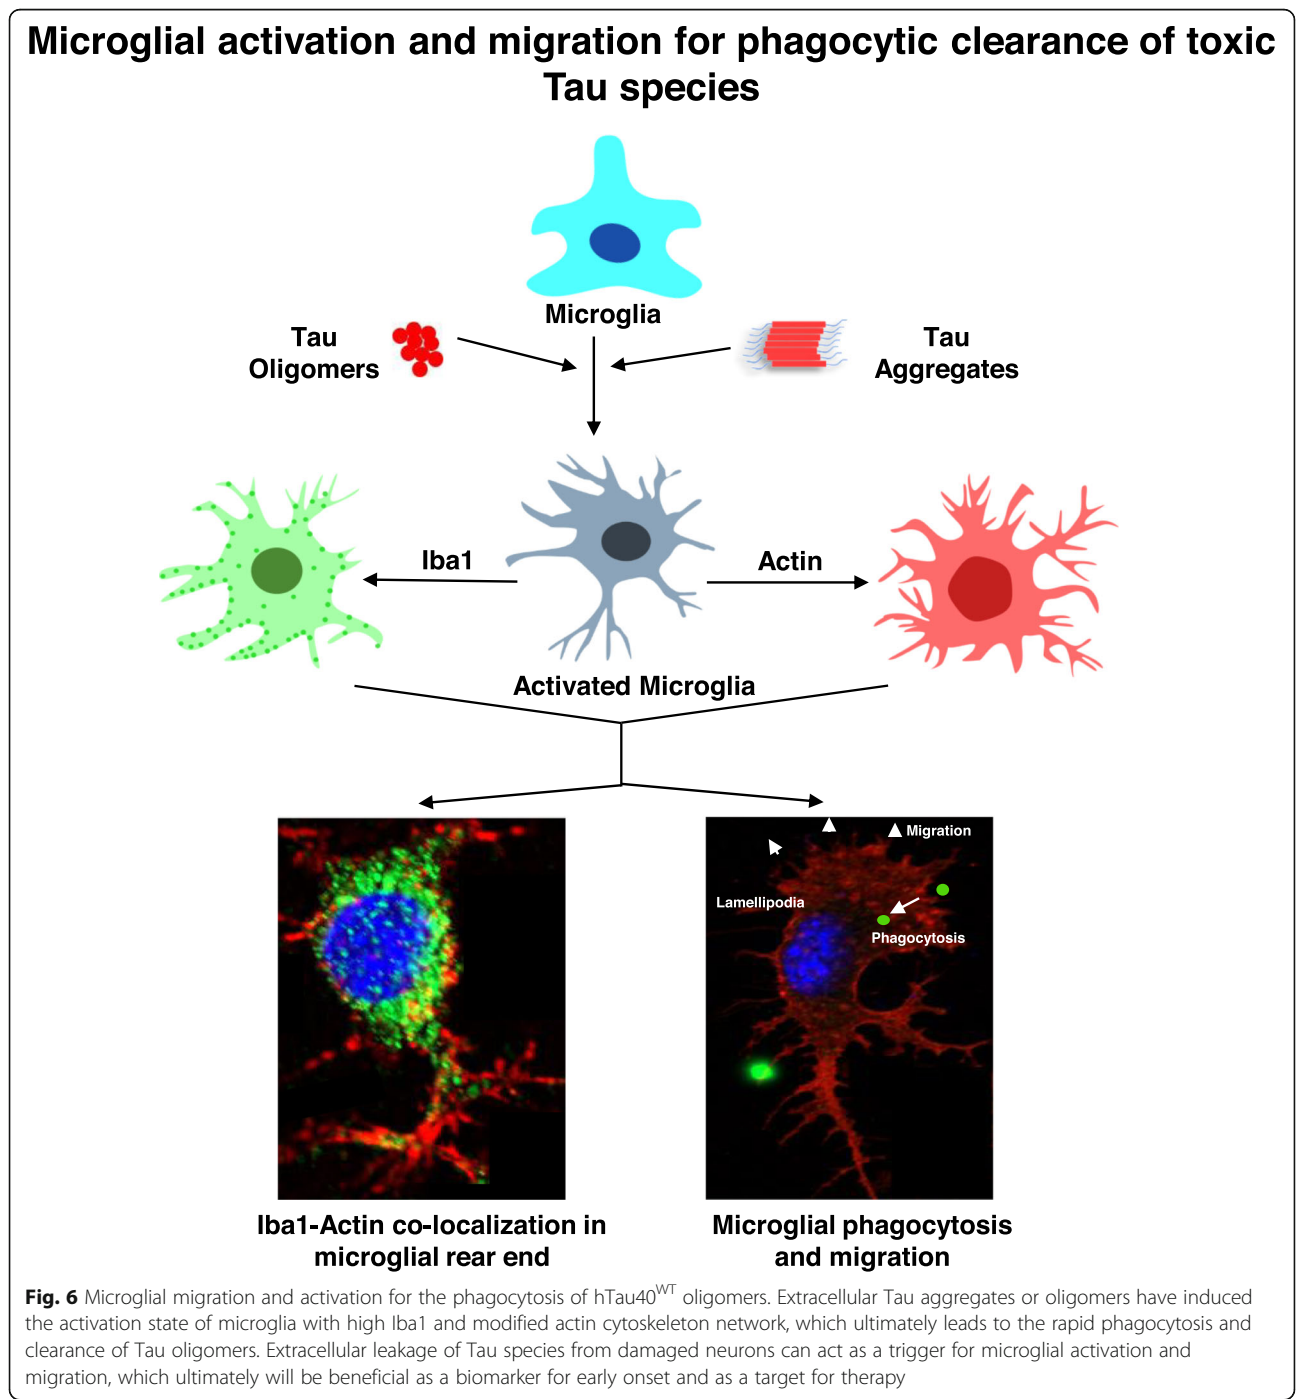 Microglial activation and migration for phagocytic clearance of toxic
Tau species
Microglia
Tau
Oligomers
Tau
Aggregates
Iba1
Actin
Activated Microglia
Migration
Lamellipodia
Phagocytosis
Iba1-Actin co-localization in
microglial rear end
Microglial phagocytosis
and migration
Fig. 6 Microglial migration and activation for the phagocytosis of hTau40WT oligomers. Extracellular Tau aggregates or oligomers have induced
the activation state of microglia with high Iba1 and modified actin cytoskeleton network, which ultimately leads to the rapid phagocytosis and
clearance of Tau oligomers. Extracellular leakage of Tau species from damaged neurons can act as a trigger for microglial activation and
migration, which ultimately will be beneficial as a biomarker for early onset and as a target for therapy